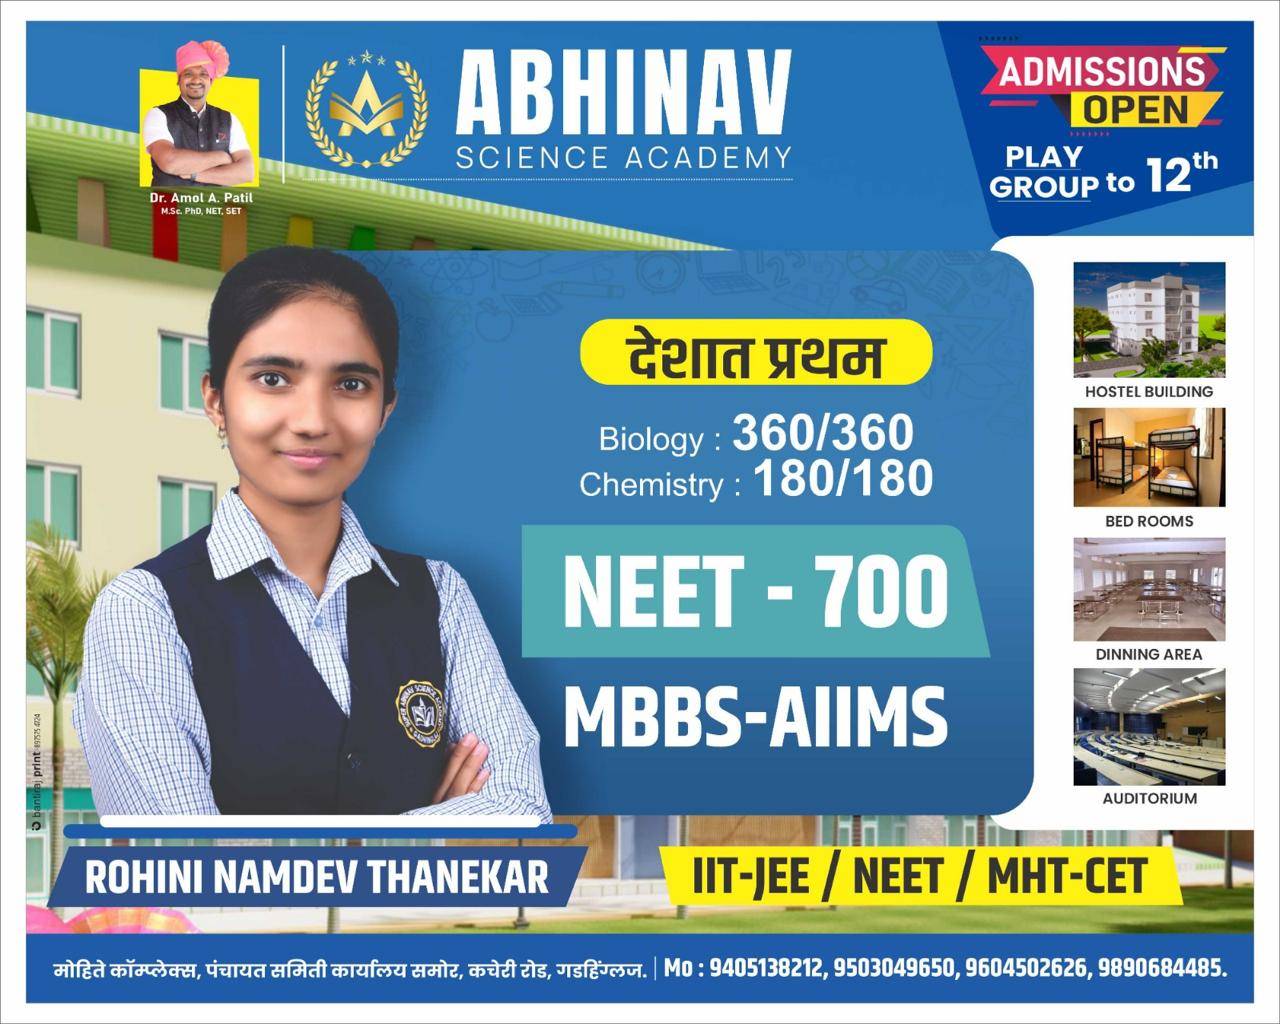 ABHINAV
SCIENCE ACADEMY
Dr. Amol A. Patil
M.Sc. PhD, NET, SET
ADMISSIONS
OPEN
PLAY
GROUP to 12th
देशात प्रथम
Biology : 360/360
Chemistry : 180/180
NEET - 700
MBBS-AIIMS
HOSTEL BUILDING
BED ROOMS
DINNING AREA
AUDITORIUM
ROHINI NAMDEV THANEKAR
IIT-JEE / NEET / MHT-CET
मोहिते कॉम्प्लेक्स, पंचायत समिती कार्यालय समोर, कचेरी रोड, गडहिंग्लज. | Mo : 9405138212, 9503049650, 9604502626, 9890684485.
bantiraj print